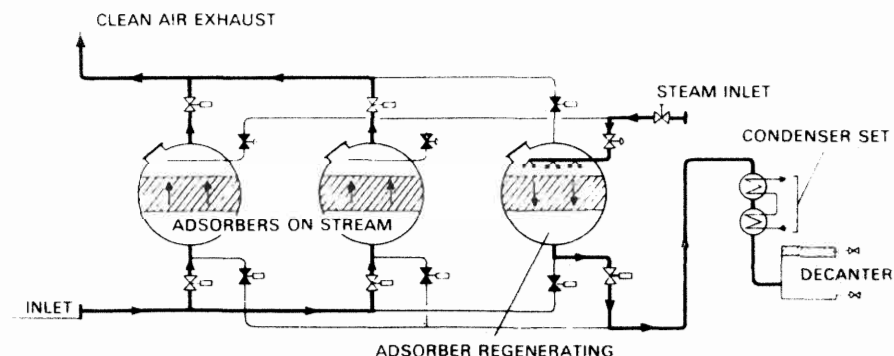 CLEAN AIR EXHAUST
STEAM INLET
CONDENSER SET
ADSORBERS ON STREAM
DECANTER
INLET
ADSORBER REGENERATING